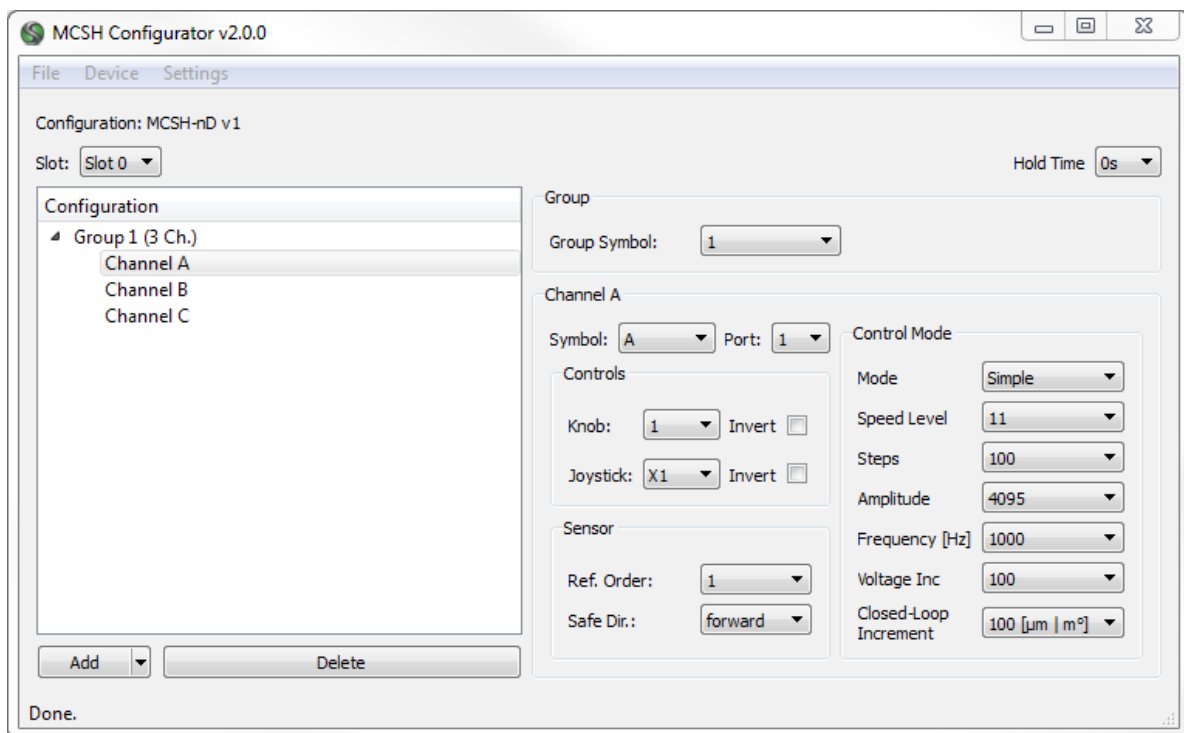 MCSH Configurator v2.0.0
File Device Settings
Configuration: MCSH-nD v1
Slot: Slot 0
Hold Time 0s
Configuration
Group 1 (3 Ch.)
Channel A
Channel B
Channel C
Add
Delete
Group
Group Symbol: 1
Channel A
Symbol: A Port: 1
Controls
Knob: 1 Invert
Joystick: X1 Invert
Sensor
Ref. Order: 1
Safe Dir.: forward
Control Mode
Mode Simple
Speed Level 11
Steps 100
Amplitude 4095
Frequency [Hz] 1000
Voltage Inc 100
Closed-Loop
Increment 100 [µm | m°]
Done.